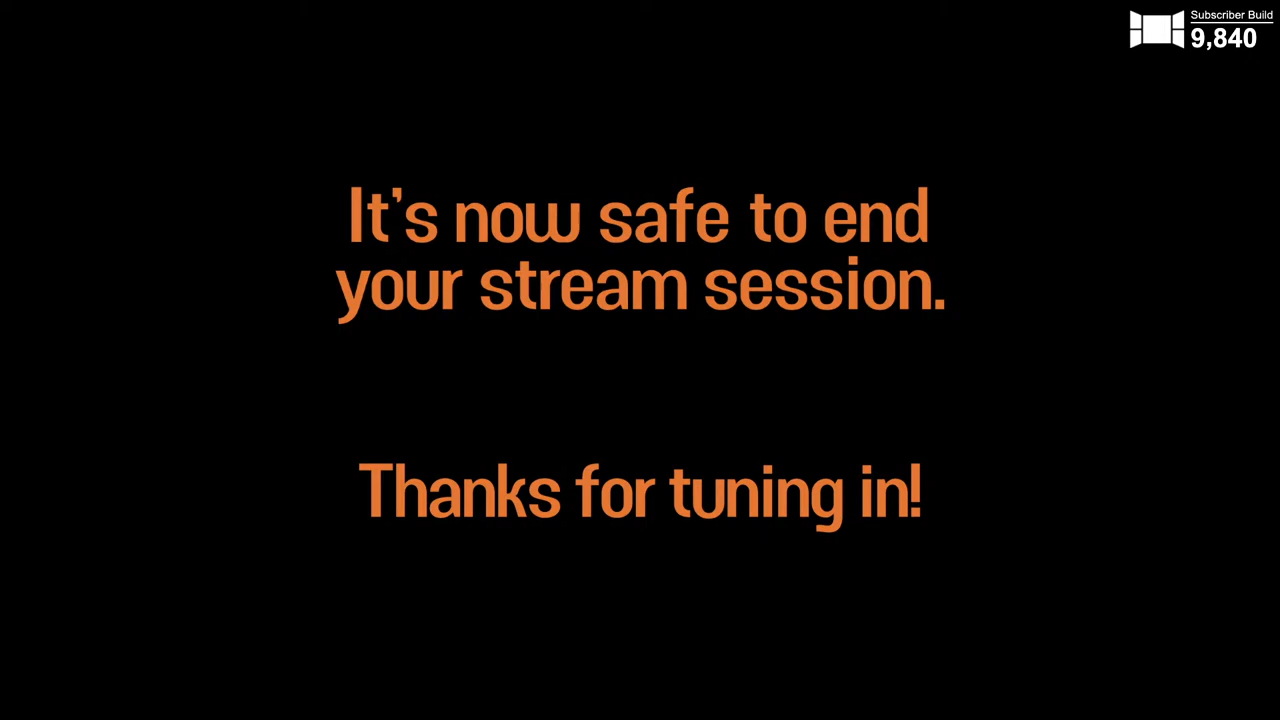 Subscriber Build
9,840
It’s now safe to end
your stream session.
Thanks for tuning in!